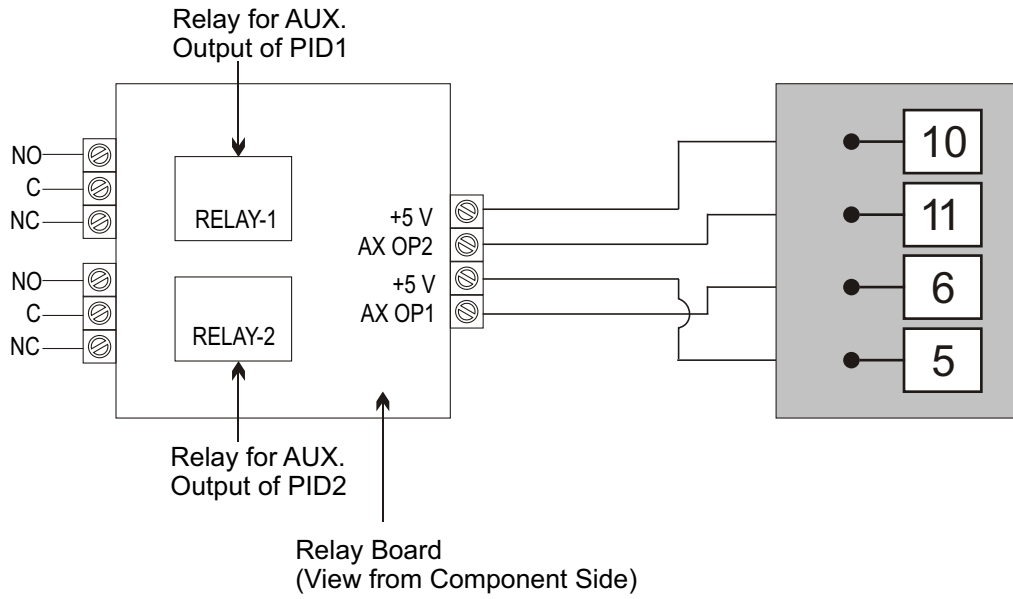 Relay for AUX.
Output of PID1
NO
C
NC
RELAY-1
NO
C
NC
RELAY-2
+5 V
AX OP2
+5 V
AX OP1
10
11
6
5
Relay for AUX.
Output of PID2
Relay Board
(View from Component Side)